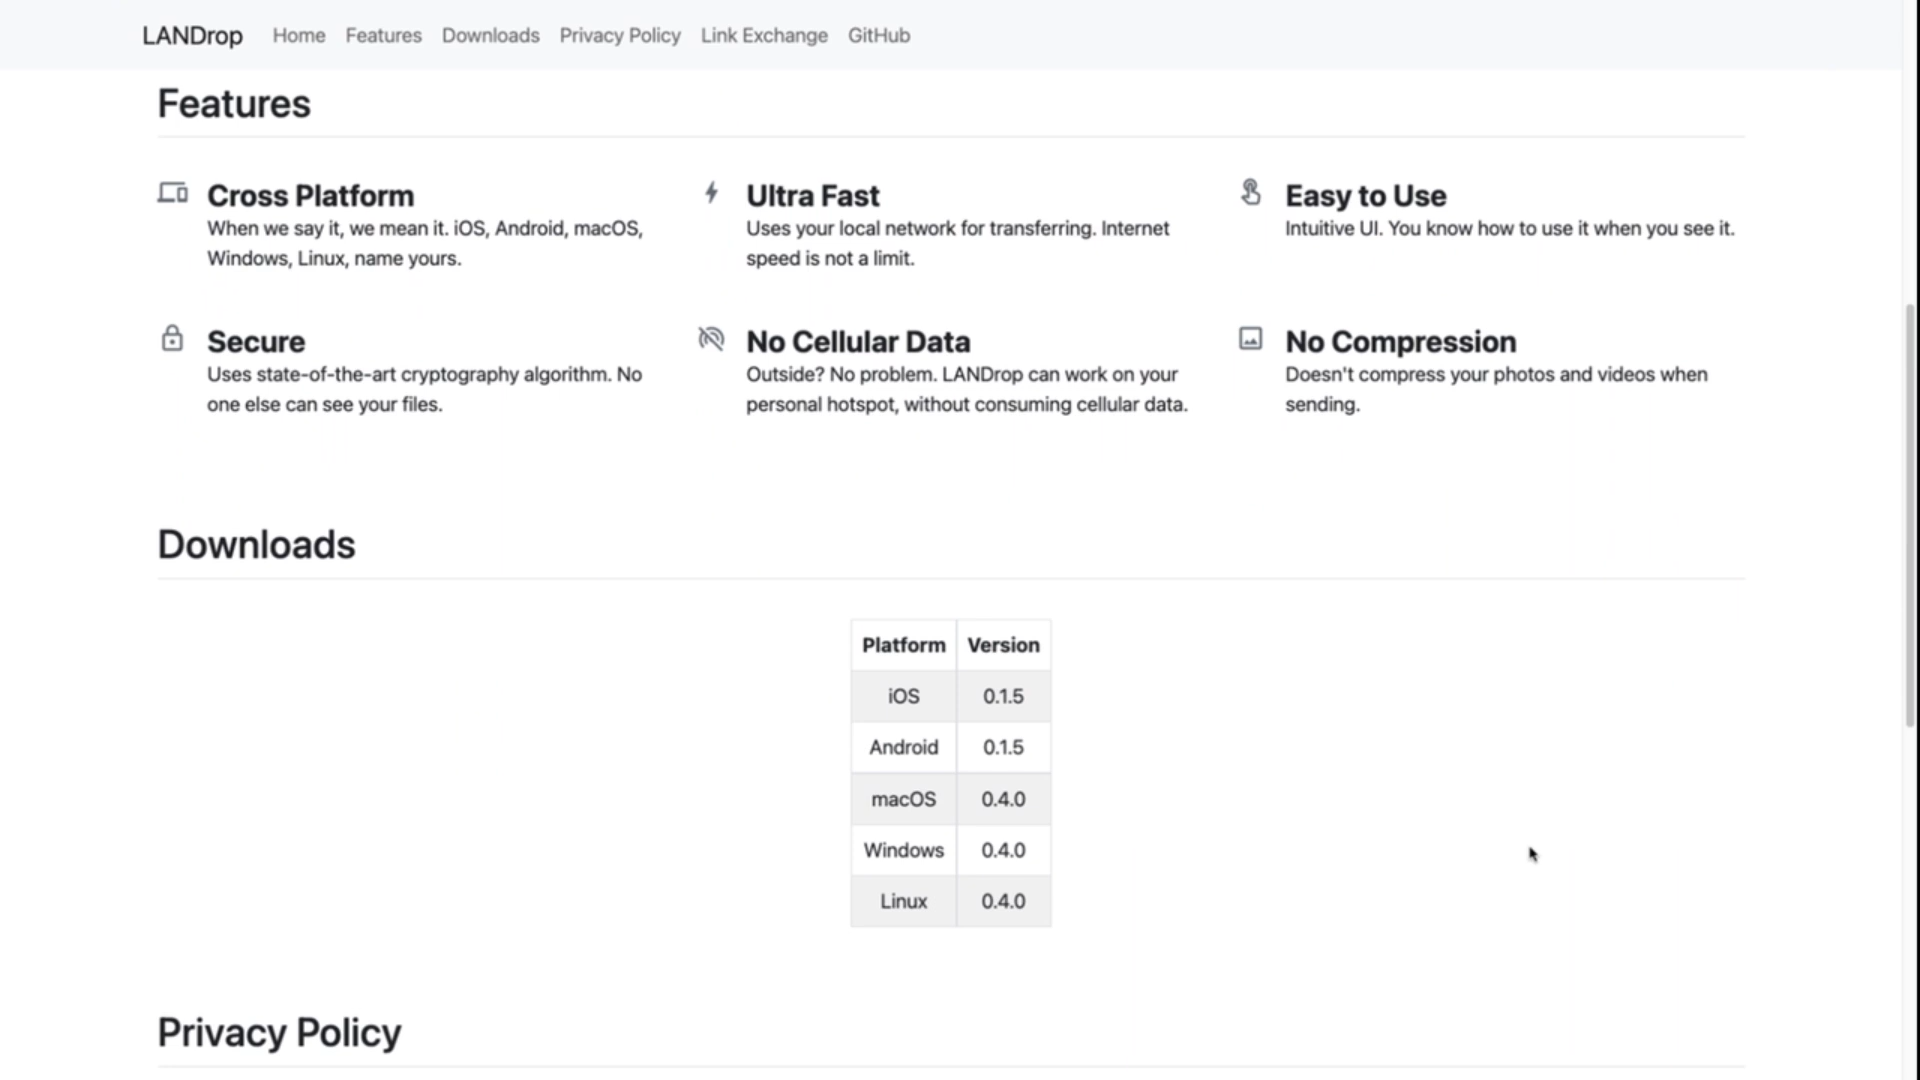 LANDrop Home Features Downloads Privacy Policy Link Exchange GitHub
Features
Cross Platform
When we say it, we mean it. iOS, Android, macOS,
Windows, Linux, name yours.
Ultra Fast
Uses your local network for transferring. Internet
speed is not a limit.
Easy to Use
Intuitive UI. You know how to use it when you see it.
Secure
Uses state-of-the-art cryptography algorithm. No
one else can see your files.
No Cellular Data
Outside? No problem. LANDrop can work on your
personal hotspot, without consuming cellular data.
No Compression
Doesn't compress your photos and videos when
sending.
Downloads
Platform Version
iOS 0.1.5
Android 0.1.5
macOS 0.4.0
Windows 0.4.0
Linux 0.4.0
Privacy Policy